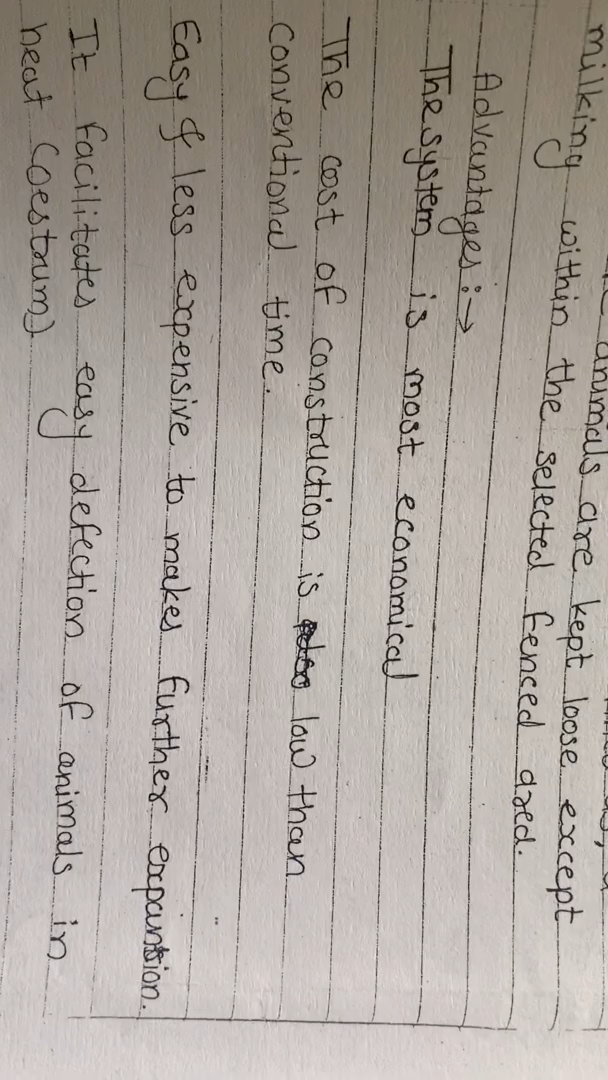 animals are kept loose except
milking within the selected fenced area.
Advantages :→
The system is most economical
The cost of construction is low than
conventional time.
Easy & less expensive to makes further expansion.
It facilitates easy defection of animals in
heat (oestrum)